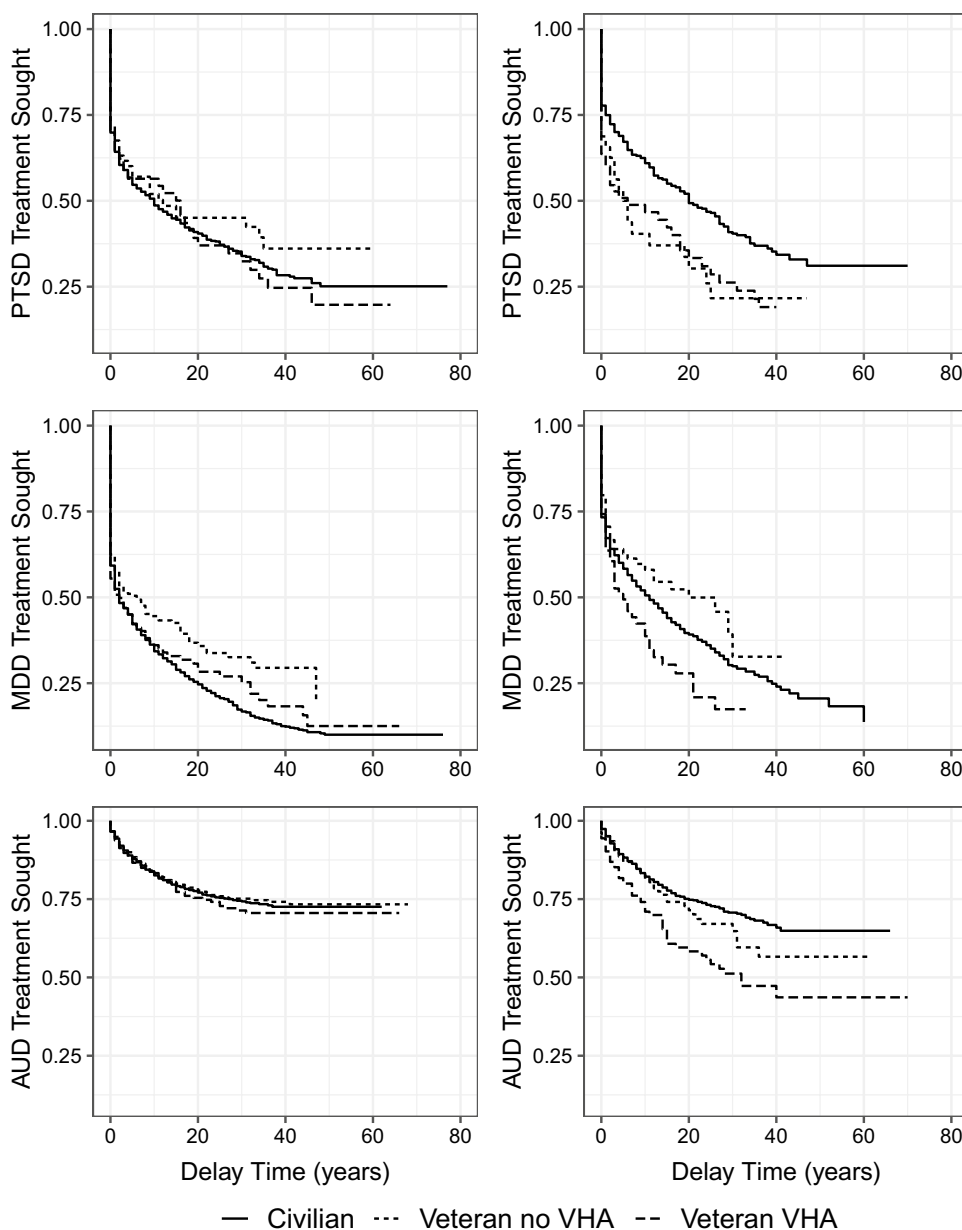 PTSD Treatment Sought
1.00
0.75
0.50
0.25
0 20 40 60 80
PTSD Treatment Sought
1.00
0.75
0.50
0.25
0 20 40 60 80
MDD Treatment Sought
1.00
0.75
0.50
0.25
0 20 40 60 80
MDD Treatment Sought
1.00
0.75
0.50
0.25
0 20 40 60 80
AUD Treatment Sought
1.00
0.75
0.50
0.25
0 20 40 60 80
Delay Time (years)
AUD Treatment Sought
1.00
0.75
0.50
0.25
0 20 40 60 80
Delay Time (years)
Civilian Veteran no VHA Veteran VHA